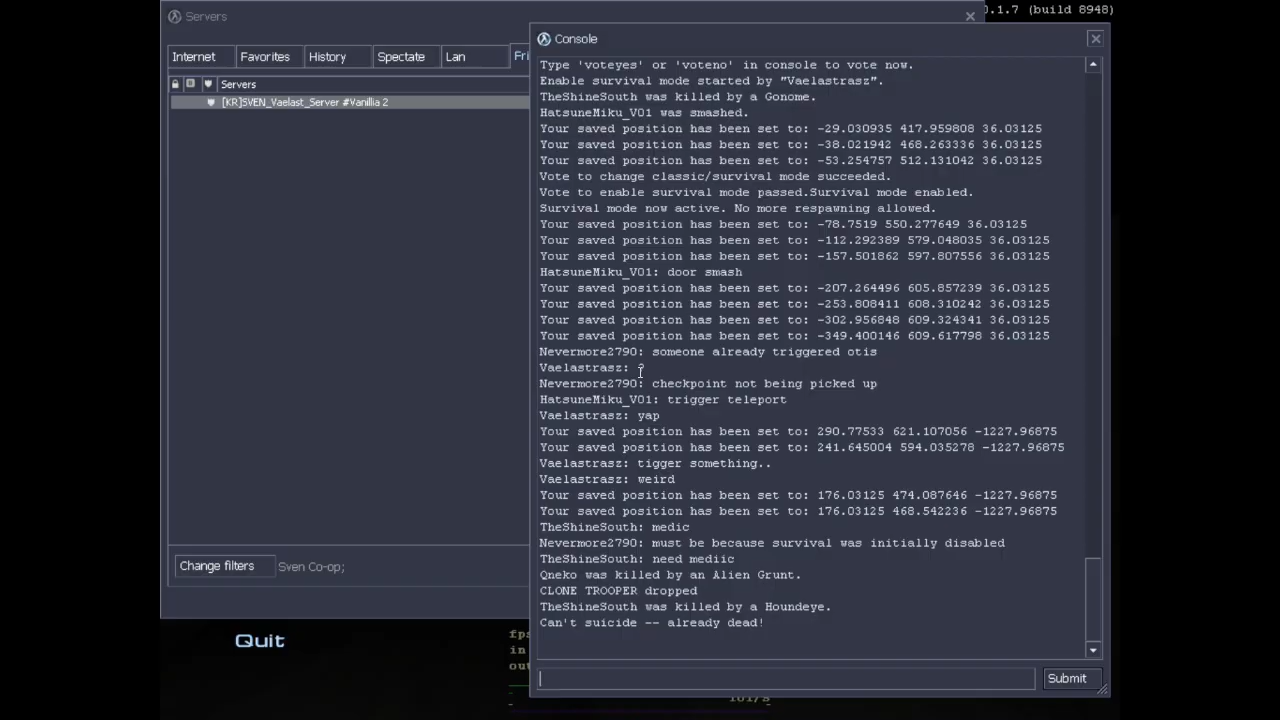 Servers
0.1.7 (build 8948)
Internet
Favorites
History
Spectate
Lan
Fri
Servers
[KR]SVEN_Vaelast_Server #Vanillia 2
Change filters
Sven Co-op;
Quit
fps
in
out
Console
Type 'voteyes' or 'voteno' in console to vote now.
Enable survival mode started by "Vaelastrasz".
TheShineSouth was killed by a Gonome.
HatsuneMiku_V01 was smashed.
Your saved position has been set to: -29.030935 417.959808 36.03125
Your saved position has been set to: -38.021942 468.263336 36.03125
Your saved position has been set to: -53.254757 512.131042 36.03125
Vote to change classic/survival mode succeeded.
Vote to enable survival mode passed.Survival mode enabled.
Survival mode now active. No more respawning allowed.
Your saved position has been set to: -78.7519 550.277649 36.03125
Your saved position has been set to: -112.292389 579.048035 36.03125
Your saved position has been set to: -157.501862 597.807556 36.03125
HatsuneMiku_V01: door smash
Your saved position has been set to: -207.264496 605.857239 36.03125
Your saved position has been set to: -253.808411 608.310242 36.03125
Your saved position has been set to: -302.956848 609.324341 36.03125
Your saved position has been set to: -349.400146 609.617798 36.03125
Nevermore2790: someone already triggered otis
Vaelastrasz: ?
Nevermore2790: checkpoint not being picked up
HatsuneMiku_V01: trigger teleport
Vaelastrasz: yap
Your saved position has been set to: 290.77533 621.107056 -1227.96875
Your saved position has been set to: 241.645004 594.035278 -1227.96875
Vaelastrasz: tigger something..
Vaelastrasz: weird
Your saved position has been set to: 176.03125 474.087646 -1227.96875
Your saved position has been set to: 176.03125 468.542236 -1227.96875
TheShineSouth: medic
Nevermore2790: must be because survival was initially disabled
TheShineSouth: need mediic
Qneko was killed by an Alien Grunt.
CLONE TROOPER dropped
TheShineSouth was killed by a Houndeye.
Can't suicide -- already dead!
Submit